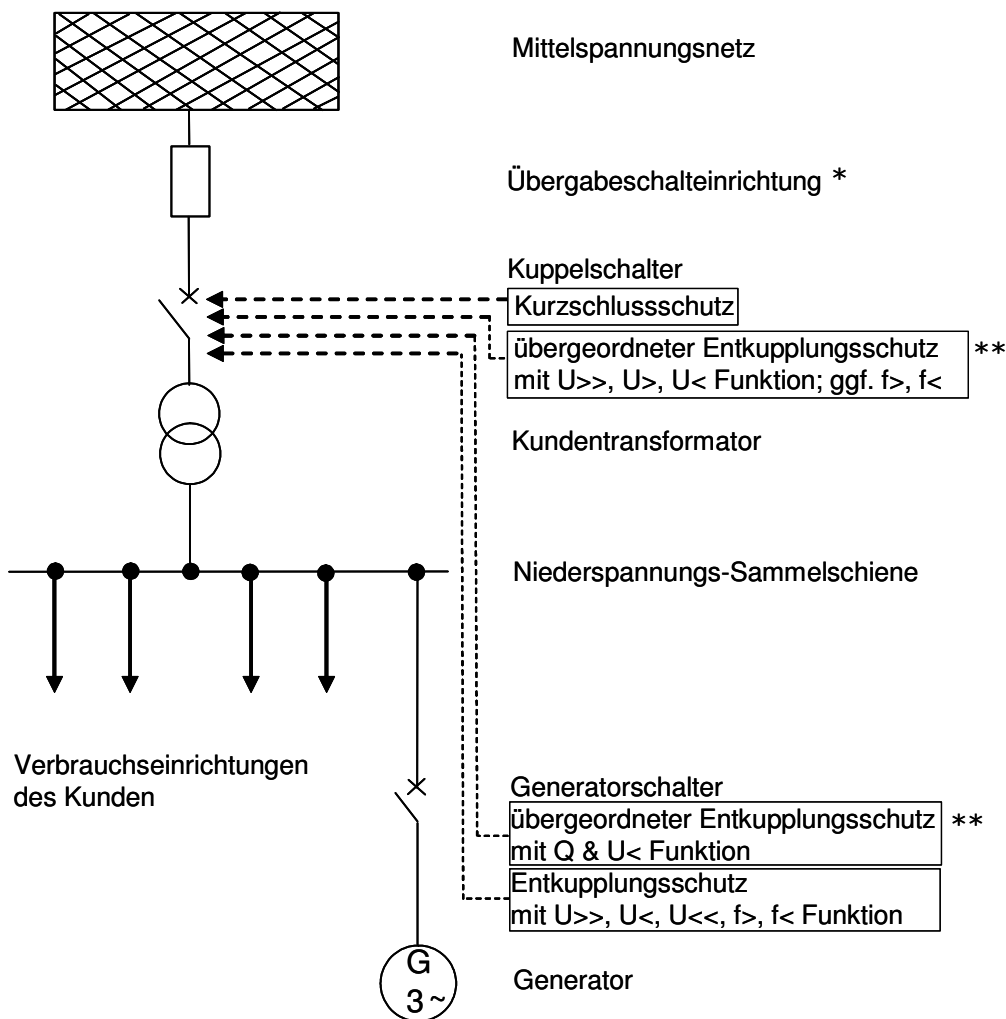 Mittelspannungsnetz
Übergabeschalteinrichtung *
Kuppelschalter
Kurzschlussschutz
übergeordneter Entkupplungsschutz **
mit U>>, U>, U< Funktion; ggf. f>, f<
Kundentransformator
Niederspannungs-Sammelschiene
Verbrauchseinrichtungen
des Kunden
Generatorschalter
übergeordneter Entkupplungsschutz **
mit Q & U< Funktion
Entkupplungsschutz
mit U>>, U<, U<<, f>, f< Funktion
G
3~
Generator